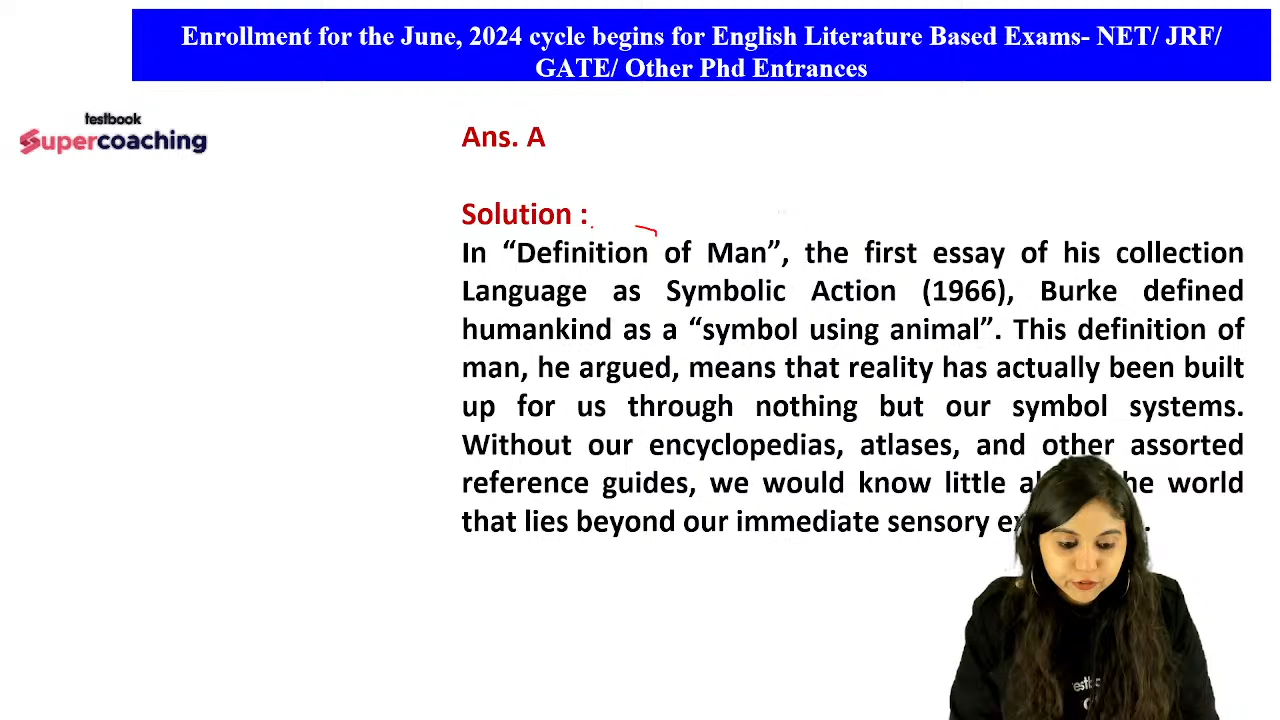 Enrollment for the June, 2024 cycle begins for English Literature Based Exams- NET/ JRF/
GATE/ Other Phd Entrances
testbook
Supercoaching
Ans. A
Solution :
In “Definition of Man”, the first essay of his collection
Language as Symbolic Action (1966), Burke defined
humankind as a “symbol using animal”. This definition of
man, he argued, means that reality has actually been built
up for us through nothing but our symbol systems.
Without our encyclopedias, atlases, and other assorted
reference guides, we would know little world
that lies beyond our immediate sensory